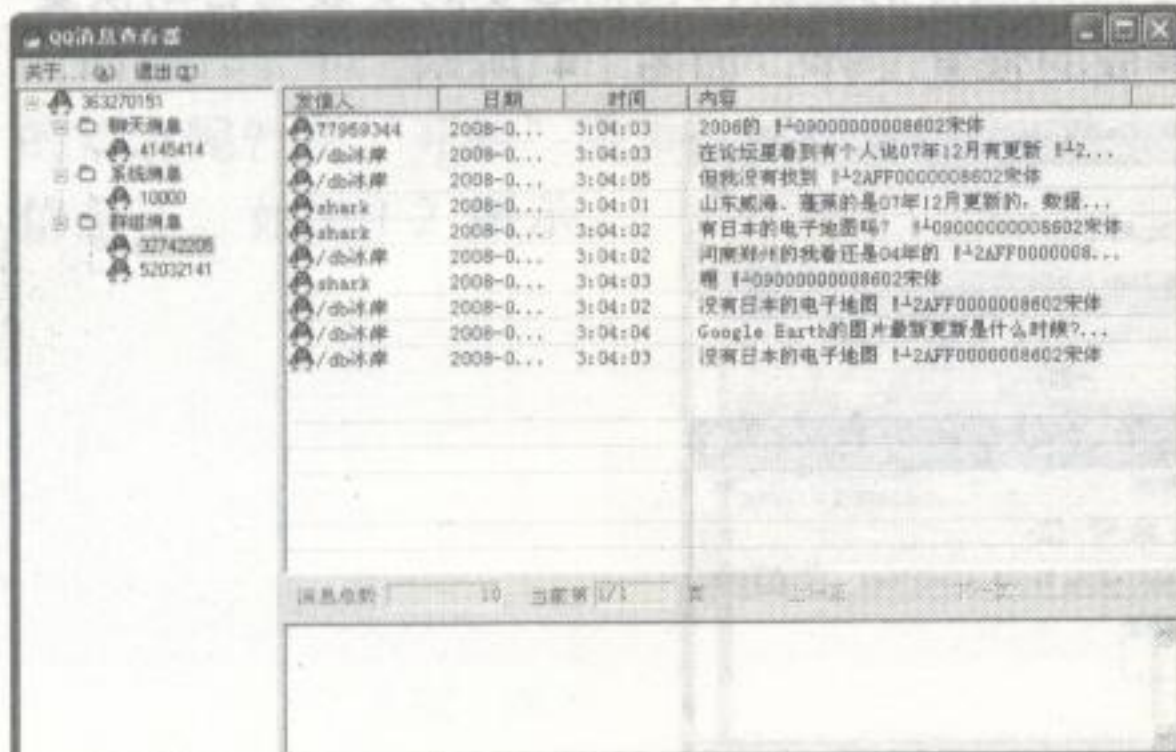 QQ消息查看器
关于... (A) 退出(Q)
363270151
聊天消息
4145414
系统消息
10000
群组消息
32742205
52032141
发信人 日期 时间 内容
77959344 2008-0... 3:04:03 2006的 09000000008602宋体
/db冰岸 2008-0... 3:04:03 在论坛里看到有个人说07年12月有更新 2...
/db冰岸 2008-0... 3:04:05 但我没有找到 2AFF0000008602宋体
shark 2008-0... 3:04:01 山东威海、蓬莱的是07年12月更新的，数据...
shark 2008-0... 3:04:02 有日本的电子地图吗? 09000000008602宋体
/db冰岸 2008-0... 3:04:02 河南郑州的我看还是04年的 2AFF0000008...
shark 2008-0... 3:04:03 嗯 09000000008602宋体
/db冰岸 2008-0... 3:04:02 没有日本的电子地图 2AFF0000008602宋体
/db冰岸 2008-0... 3:04:04 Google Earth的图片最新更新是什么时候?...
/db冰岸 2008-0... 3:04:03 没有日本的电子地图 2AFF0000008602宋体
消息总数 10 当前第 1/1 页 上一页 下一页